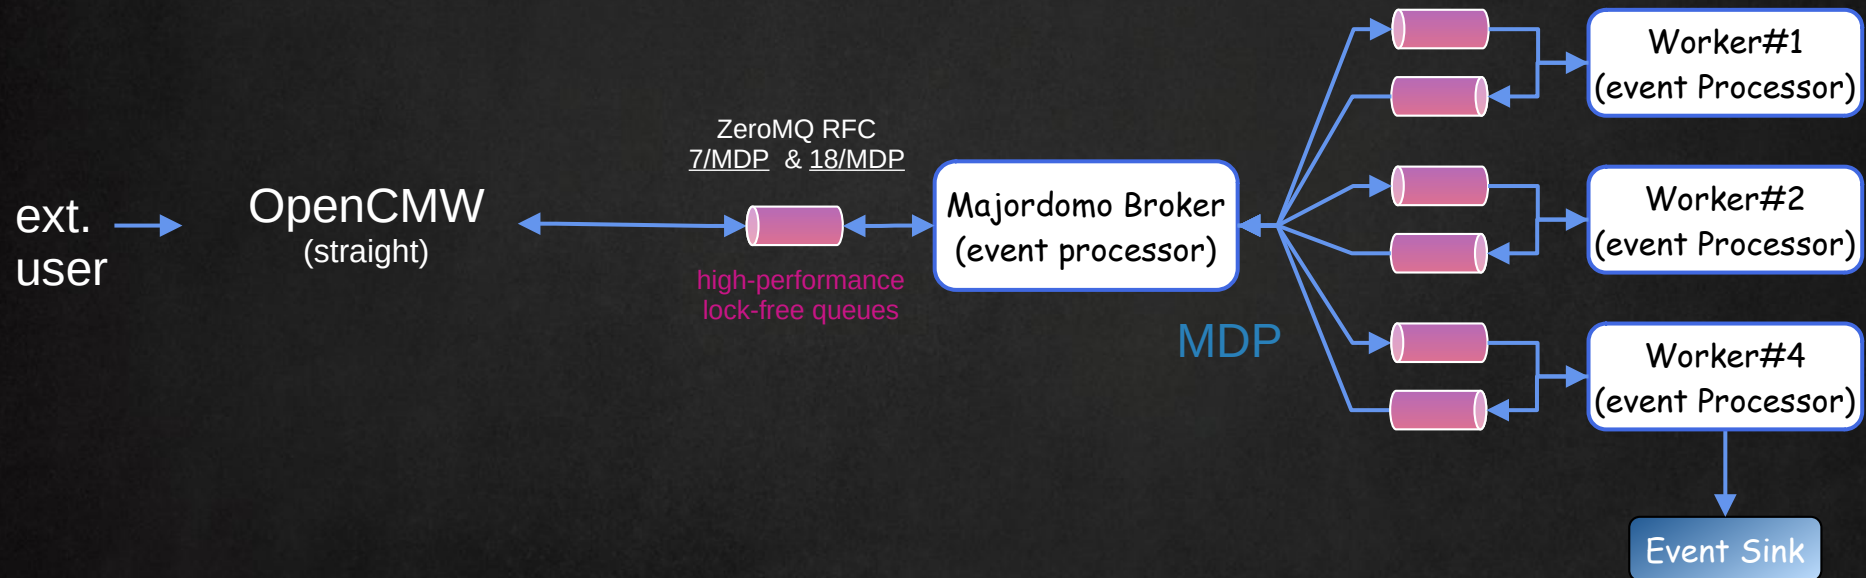 ext.
user
OpenCMW
(straight)
ZeroMQ RFC
7/MDP & 18/MDP
high-performance
lock-free queues
Majordomo Broker
(event processor)
MDP
Worker#1
(event Processor)
Worker#2
(event Processor)
Worker#4
(event Processor)
Event Sink